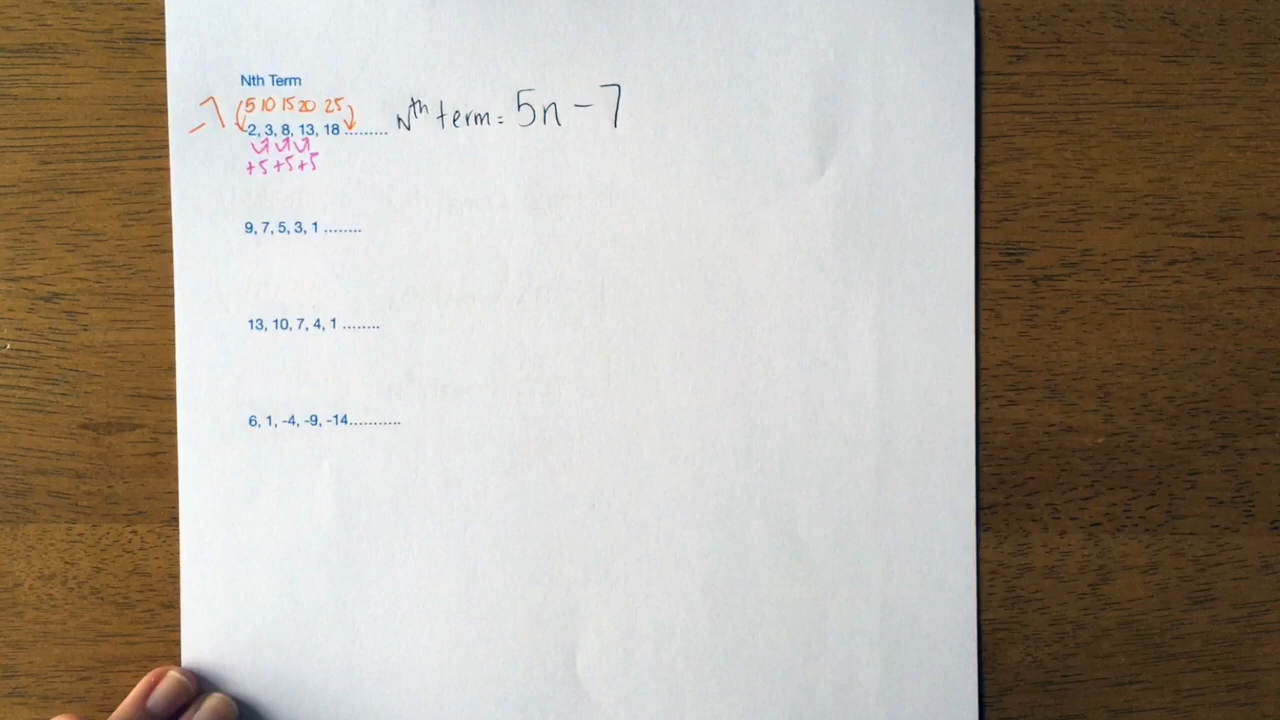 Nth Term
-7 5 10 15 20 25
-2, 3, 8, 13, 18 ......... Nth term = 5n - 7
+5 +5 +5
9, 7, 5, 3, 1 ........
13, 10, 7, 4, 1 ........
6, 1, -4, -9, -14..........